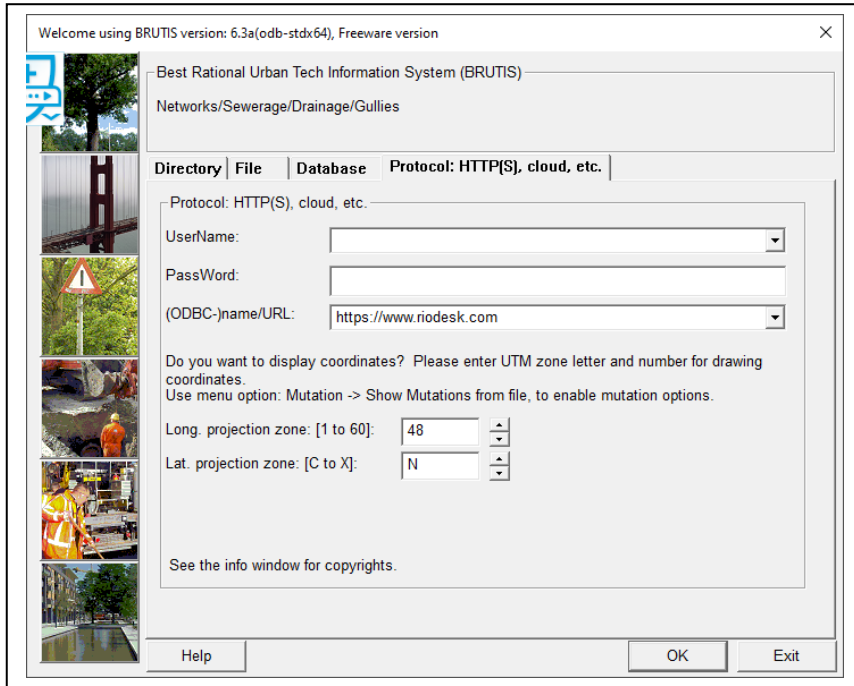 Welcome using BRUTIS version: 6.3a(odb-stdx64), Freeware version
Best Rational Urban Tech Information System (BRUTIS)
Networks/Sewerage/Drainage/Gullies
Directory File Database Protocol: HTTP(S), cloud, etc.
Protocol: HTTP(S), cloud, etc.
UserName:
PassWord:
(ODBC-)name/URL: https://www.riodesk.com
Do you want to display coordinates? Please enter UTM zone letter and number for drawing
coordinates.
Use menu option: Mutation -> Show Mutations from file, to enable mutation options.
Long. projection zone: [1 to 60]: 48
Lat. projection zone: [C to X]: N
See the info window for copyrights.
Help OK Exit